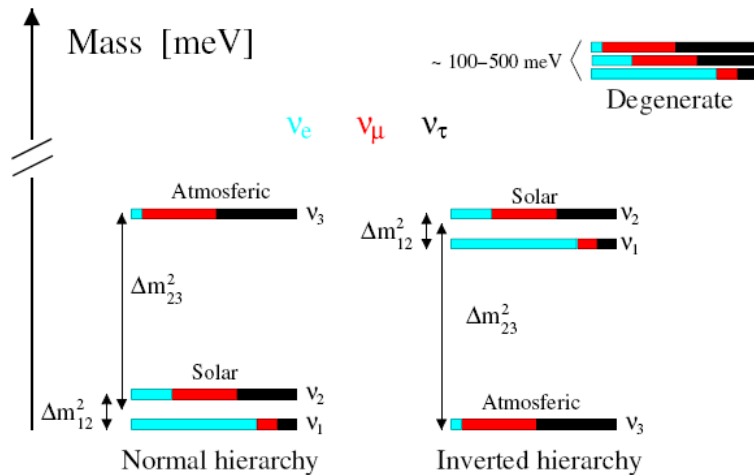 Mass [meV]
~ 100–500 meV
Degenerate
νe νμ ντ
Atmosferic
ν3
Δm²23
Solar
ν2
Δm²12
ν1
Normal hierarchy
Solar
ν2
Δm²12
ν1
Δm²23
Atmosferic
ν3
Inverted hierarchy